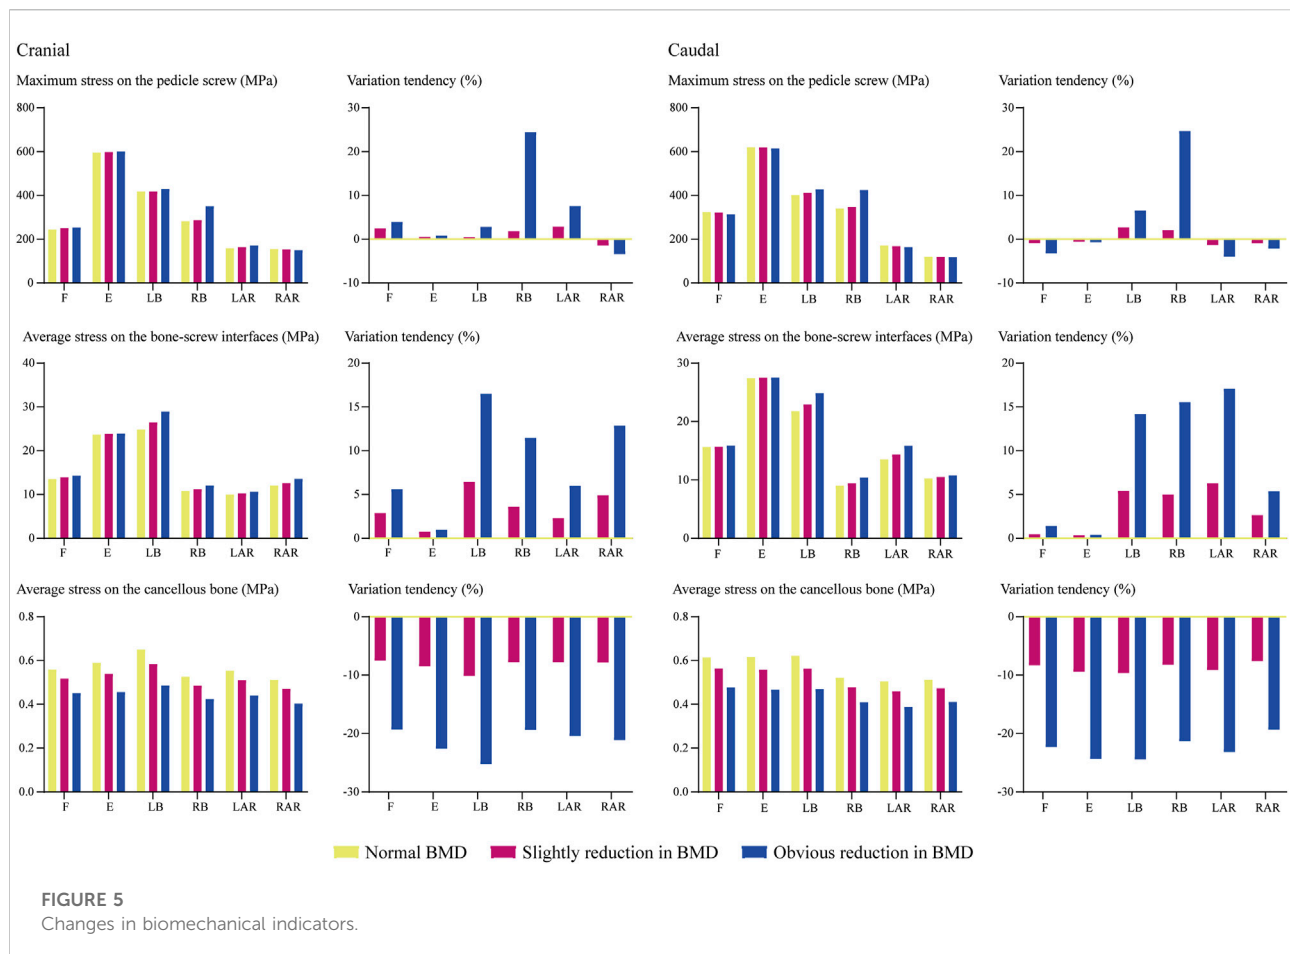 Cranial
Caudal
Maximum stress on the pedicle screw (MPa)
800
600
400
200
0
F E LB RB LAR RAR
Variation tendency (%)
30
20
10
0
-10
F E LB RB LAR RAR
Maximum stress on the pedicle screw (MPa)
800
600
400
200
0
F E LB RB LAR RAR
Variation tendency (%)
30
20
10
0
-10
F E LB RB LAR RAR
Average stress on the bone-screw interfaces (MPa)
40
30
20
10
0
F E LB RB LAR RAR
Variation tendency (%)
20
15
10
5
0
F E LB RB LAR RAR
Average stress on the bone-screw interfaces (MPa)
30
20
10
0
F E LB RB LAR RAR
Variation tendency (%)
20
15
10
5
0
F E LB RB LAR RAR
Average stress on the cancellous bone (MPa)
0.8
0.6
0.4
0.2
0.0
F E LB RB LAR RAR
Variation tendency (%)
0
-10
-20
-30
F E LB RB LAR RAR
Average stress on the cancellous bone (MPa)
0.8
0.6
0.4
0.2
0.0
F E LB RB LAR RAR
Variation tendency (%)
0
-10
-20
-30
F E LB RB LAR RAR
Normal BMD Slightly reduction in BMD Obvious reduction in BMD
FIGURE 5
Changes in biomechanical indicators.